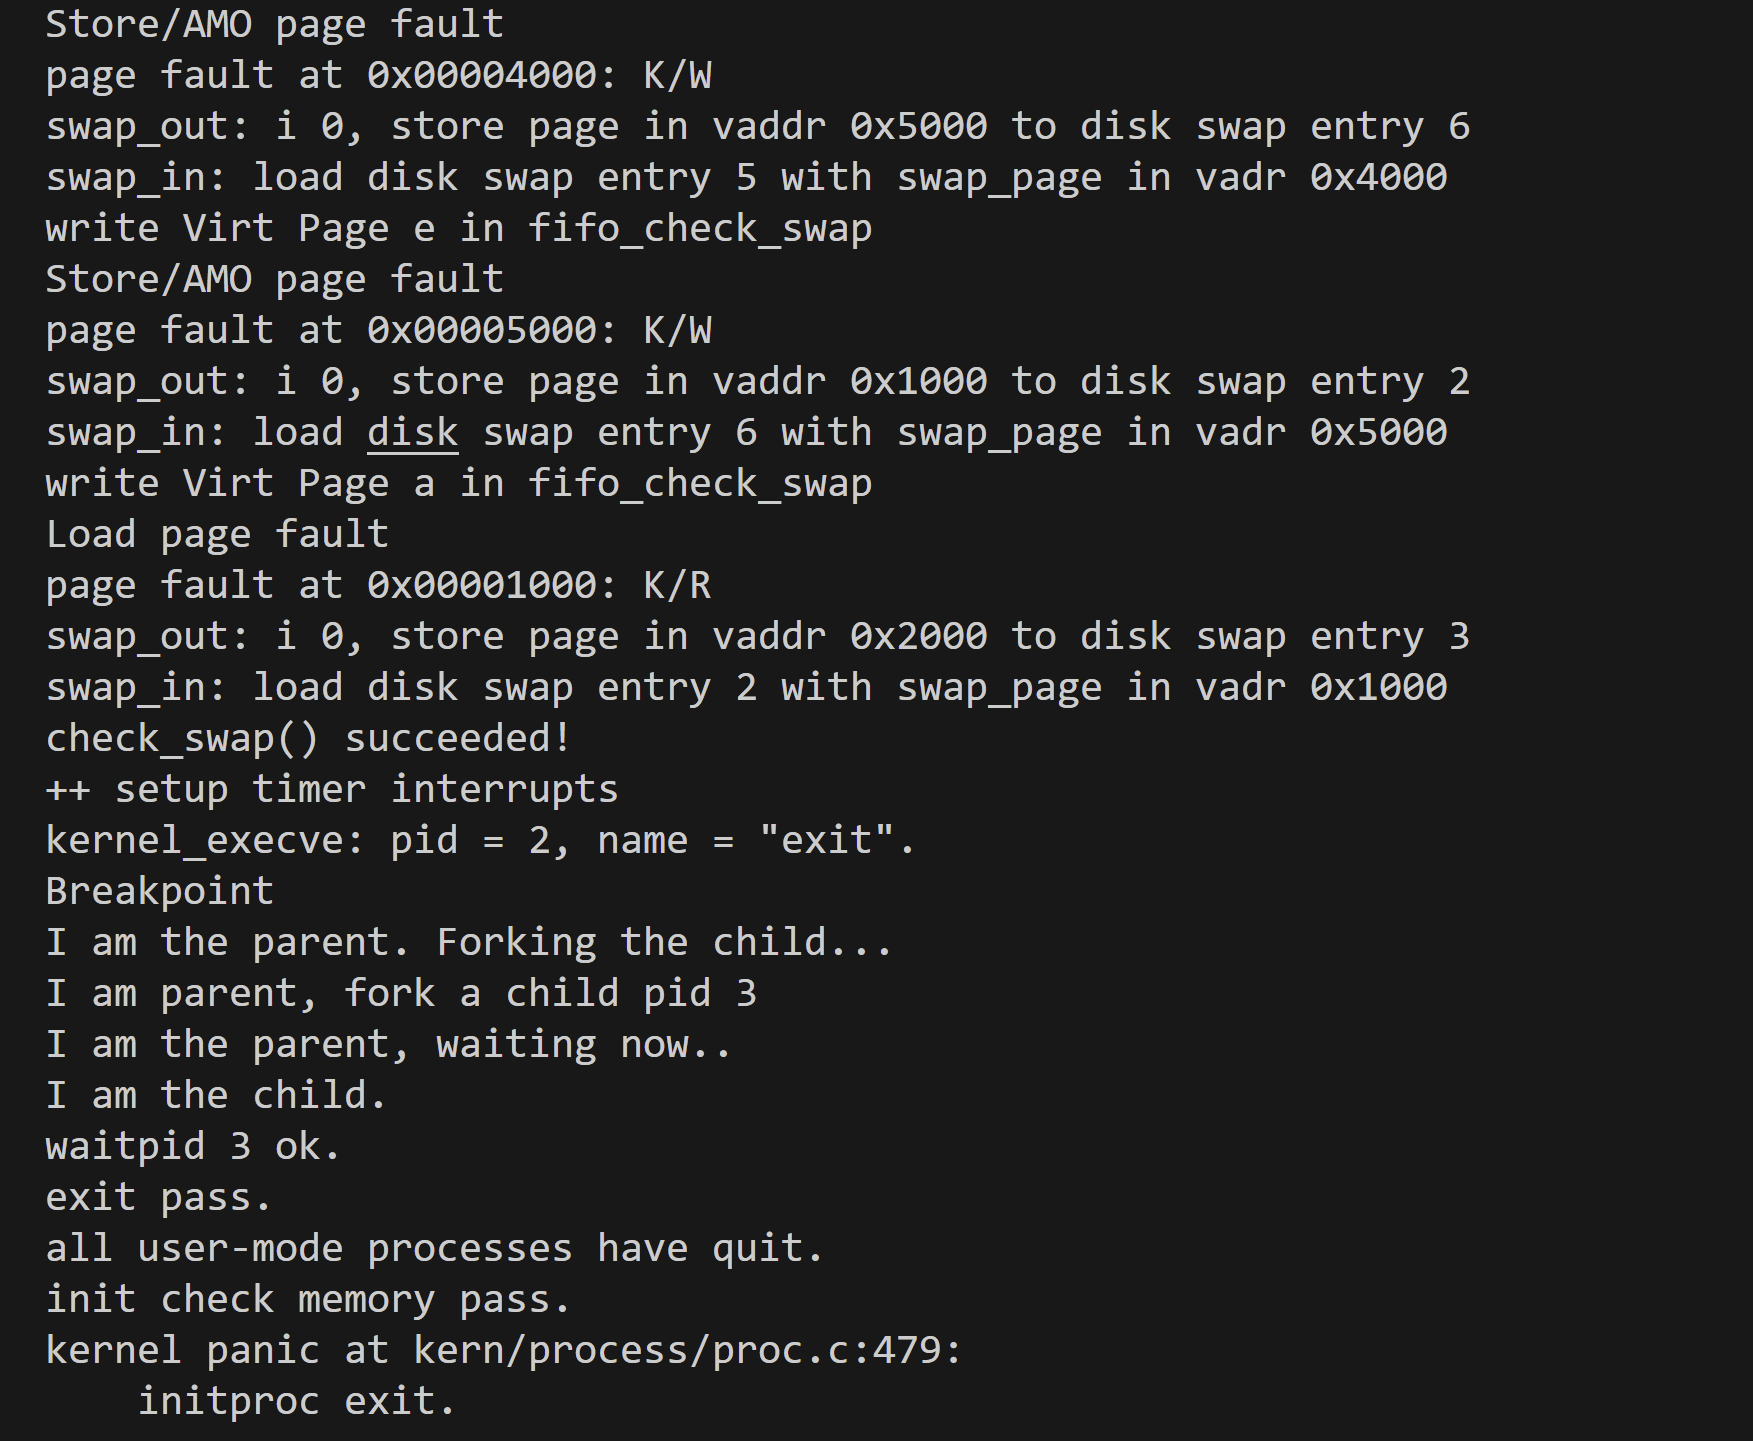 Store/AMO page fault
page fault at 0x00004000: K/W
swap_out: i 0, store page in vaddr 0x5000 to disk swap entry 6
swap_in: load disk swap entry 5 with swap_page in vadr 0x4000
write Virt Page e in fifo_check_swap
Store/AMO page fault
page fault at 0x00005000: K/W
swap_out: i 0, store page in vaddr 0x1000 to disk swap entry 2
swap_in: load disk swap entry 6 with swap_page in vadr 0x5000
write Virt Page a in fifo_check_swap
Load page fault
page fault at 0x00001000: K/R
swap_out: i 0, store page in vaddr 0x2000 to disk swap entry 3
swap_in: load disk swap entry 2 with swap_page in vadr 0x1000
check_swap() succeeded!
++ setup timer interrupts
kernel_execve: pid = 2, name = "exit".
Breakpoint
I am the parent. Forking the child...
I am parent, fork a child pid 3
I am the parent, waiting now..
I am the child.
waitpid 3 ok.
exit pass.
all user-mode processes have quit.
init check memory pass.
kernel panic at kern/process/proc.c:479:
    initproc exit.